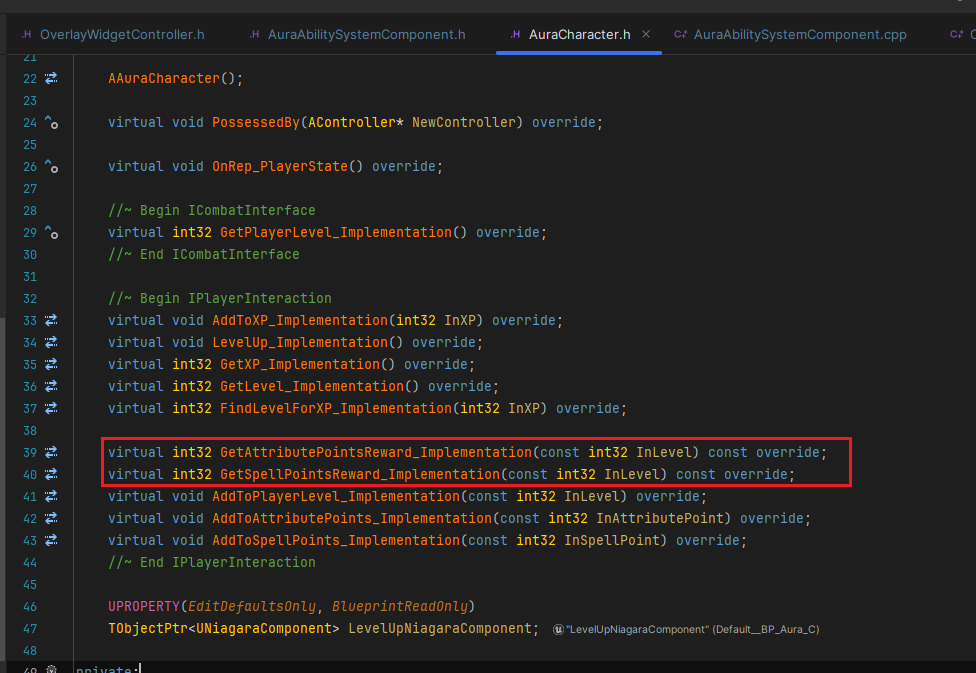 .H OverlayWidgetController.h .H AuraAbilitySystemComponent.h .H AuraCharacter.h × C++ AuraAbilitySystemComponent.cpp C++
21
22 AAuraCharacter();
23
24 virtual void PossessedBy(AController* NewController) override;
25
26 virtual void OnRep_PlayerState() override;
27
28 //~ Begin ICombatInterface
29 virtual int32 GetPlayerLevel_Implementation() override;
30 //~ End ICombatInterface
31
32 //~ Begin IPlayerInteraction
33 virtual void AddToXP_Implementation(int32 InXP) override;
34 virtual void LevelUp_Implementation() override;
35 virtual int32 GetXP_Implementation() override;
36 virtual int32 GetLevel_Implementation() override;
37 virtual int32 FindLevelForXP_Implementation(int32 InXP) override;
38
39 virtual int32 GetAttributePointsReward_Implementation(const int32 InLevel) const override;
40 virtual int32 GetSpellPointsReward_Implementation(const int32 InLevel) const override;
41 virtual void AddToPlayerLevel_Implementation(const int32 InLevel) override;
42 virtual void AddToAttributePoints_Implementation(const int32 InAttributePoint) override;
43 virtual void AddToSpellPoints_Implementation(const int32 InSpellPoint) override;
44 //~ End IPlayerInteraction
45
46 UPROPERTY(EditDefaultsOnly, BlueprintReadOnly)
47 TObjectPtr<UNiagaraComponent> LevelUpNiagaraComponent; "LevelUpNiagaraComponent" (Default__BP_Aura_C)
48
49 private: